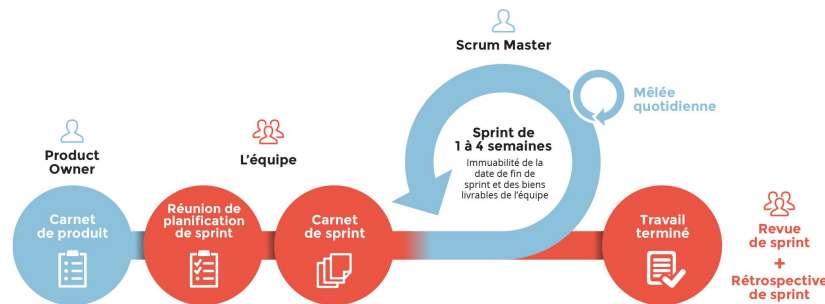 Scrum Master
Mêlée
quotidienne
Sprint de
1 à 4 semaines
Immuabilité de la
date de fin de
sprint et des biens
livrables de l'équipe
Product
Owner
L'équipe
Carnet
de produit
Réunion de
planification
de sprint
Carnet
de sprint
Travail
terminé
Revue
de sprint
+
Rétrospective
de sprint